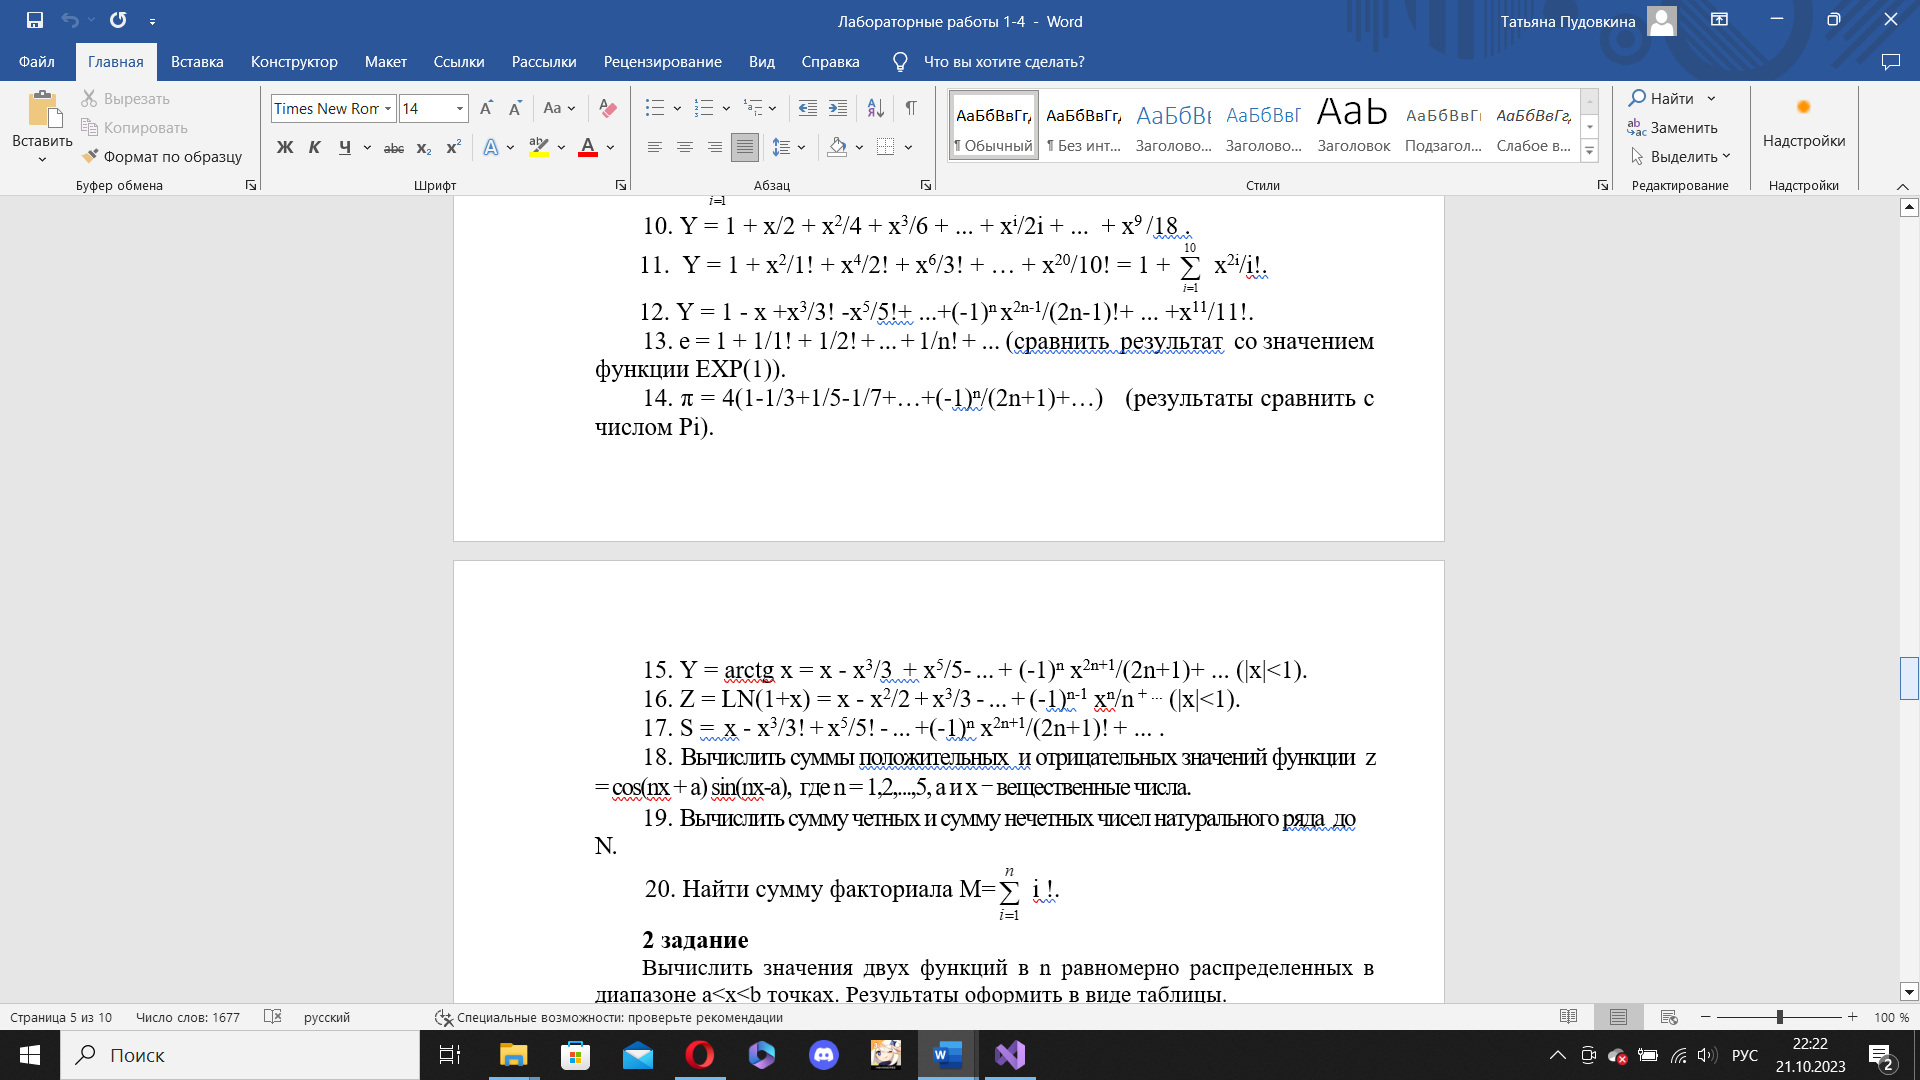 Лабораторные работы 1-4 - Word
Татьяна Пудовкина
Файл Главная Вставка Конструктор Макет Ссылки Рассылки Рецензирование Вид Справка Что вы хотите сделать?
Вставить
Вырезать
Копировать
Формат по образцу
Буфер обмена
Times New Ron 14
Ж К Ч abc x₂ x²
Шрифт
Абзац
АаБбВвГг, АаБбВвГг, АаБбВı АаБбВвГ АаЬ АаБбВвГı АаБбВвГг,
¶ Обычный ¶ Без инт... Заголово... Заголово... Заголовок Подзагол... Слабое в...
Стили
Найти
Заменить
Выделить
Редактирование
Надстройки
Надстройки
i=1
10. Y = 1 + x/2 + x²/4 + x³/6 + ... + xⁱ/2i + ... + x⁹ /18 .
11. Y = 1 + x²/1! + x⁴/2! + x⁶/3! + … + x²⁰/10! = 1 + 10 ∑ i=1 x²ⁱ/i!.
12. Y = 1 - x +x³/3! -x⁵/5!+ ...+(-1)ⁿ x²ⁿ⁻¹/(2n-1)!+ ... +x¹¹/11!.
13. e = 1 + 1/1! + 1/2! + ... + 1/n! + ... (сравнить результат со значением
функции EXP(1)).
14. π = 4(1-1/3+1/5-1/7+…+(-1)ⁿ/(2n+1)+…) (результаты сравнить с
числом Pi).
15. Y = arctg x = x - x³/3 + x⁵/5- ... + (-1)ⁿ x²ⁿ⁺¹/(2n+1)+ ... (|x|<1).
16. Z = LN(1+x) = x - x²/2 + x³/3 - ... + (-1)ⁿ⁻¹ xⁿ/n + ... (|x|<1).
17. S = x - x³/3! + x⁵/5! - ... +(-1)ⁿ x²ⁿ⁺¹/(2n+1)! + ... .
18. Вычислить суммы положительных и отрицательных значений функции z
= cos(nx + a) sin(nx-a), где n = 1,2,...,5, a и x – вещественные числа.
19. Вычислить сумму четных и сумму нечетных чисел натурального ряда до
N.
20. Найти сумму факториала M= n ∑ i=1 i !.
2 задание
Вычислить значения двух функций в n равномерно распределенных в
диапазоне a<x<b точках. Результаты оформить в виде таблицы.
Страница 5 из 10 Число слов: 1677 русский Специальные возможности: проверьте рекомендации 100 %
Поиск
РУС
22:22
21.10.2023
2